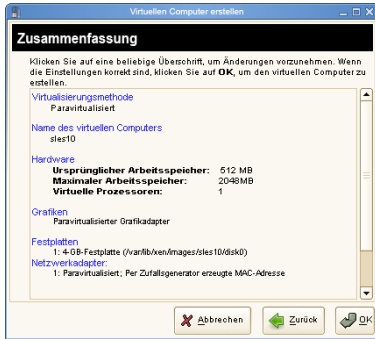 Virtuellen Computer erstellen
Zusammenfassung
Klicken Sie auf eine beliebige Überschrift, um Änderungen vorzunehmen. Wenn
die Einstellungen korrekt sind, klicken Sie auf OK, um den virtuellen Computer zu
erstellen.
Virtualisierungsmethode
Paravirtualisiert
Name des virtuellen Computers
sles10
Hardware
Ursprünglicher Arbeitsspeicher: 512 MB
Maximaler Arbeitsspeicher: 2048MB
Virtuelle Prozessoren: 1
Grafiken
Paravirtualisierter Grafikadapter
Festplatten
1: 4-GB-Festplatte (/var/lib/xen/images/sles10/disk0)
Netzwerkadapter:
1: Paravirtualisiert; Per Zufallsgenerator erzeugte MAC-Adresse
Abbrechen Zurück OK